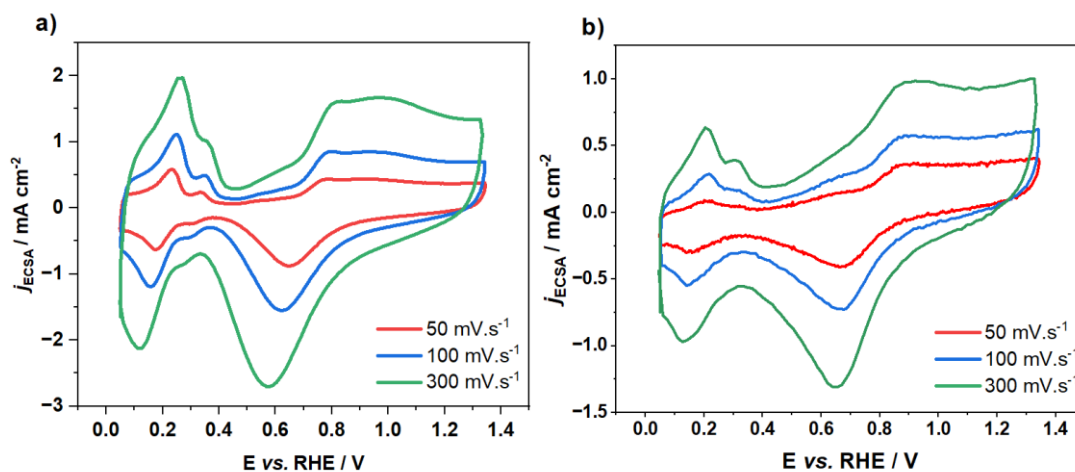 a)
2
1
0
−1
−2
−3
jECSA / mA cm-2
0.0 0.2 0.4 0.6 0.8 1.0 1.2 1.4
E vs. RHE / V
50 mV.s-1
100 mV.s-1
300 mV.s-1
b)
1.0
0.5
0.0
−0.5
−1.0
−1.5
jECSA / mA cm-2
0.0 0.2 0.4 0.6 0.8 1.0 1.2 1.4
E vs. RHE / V
50 mV.s-1
100 mV.s-1
300 mV.s-1